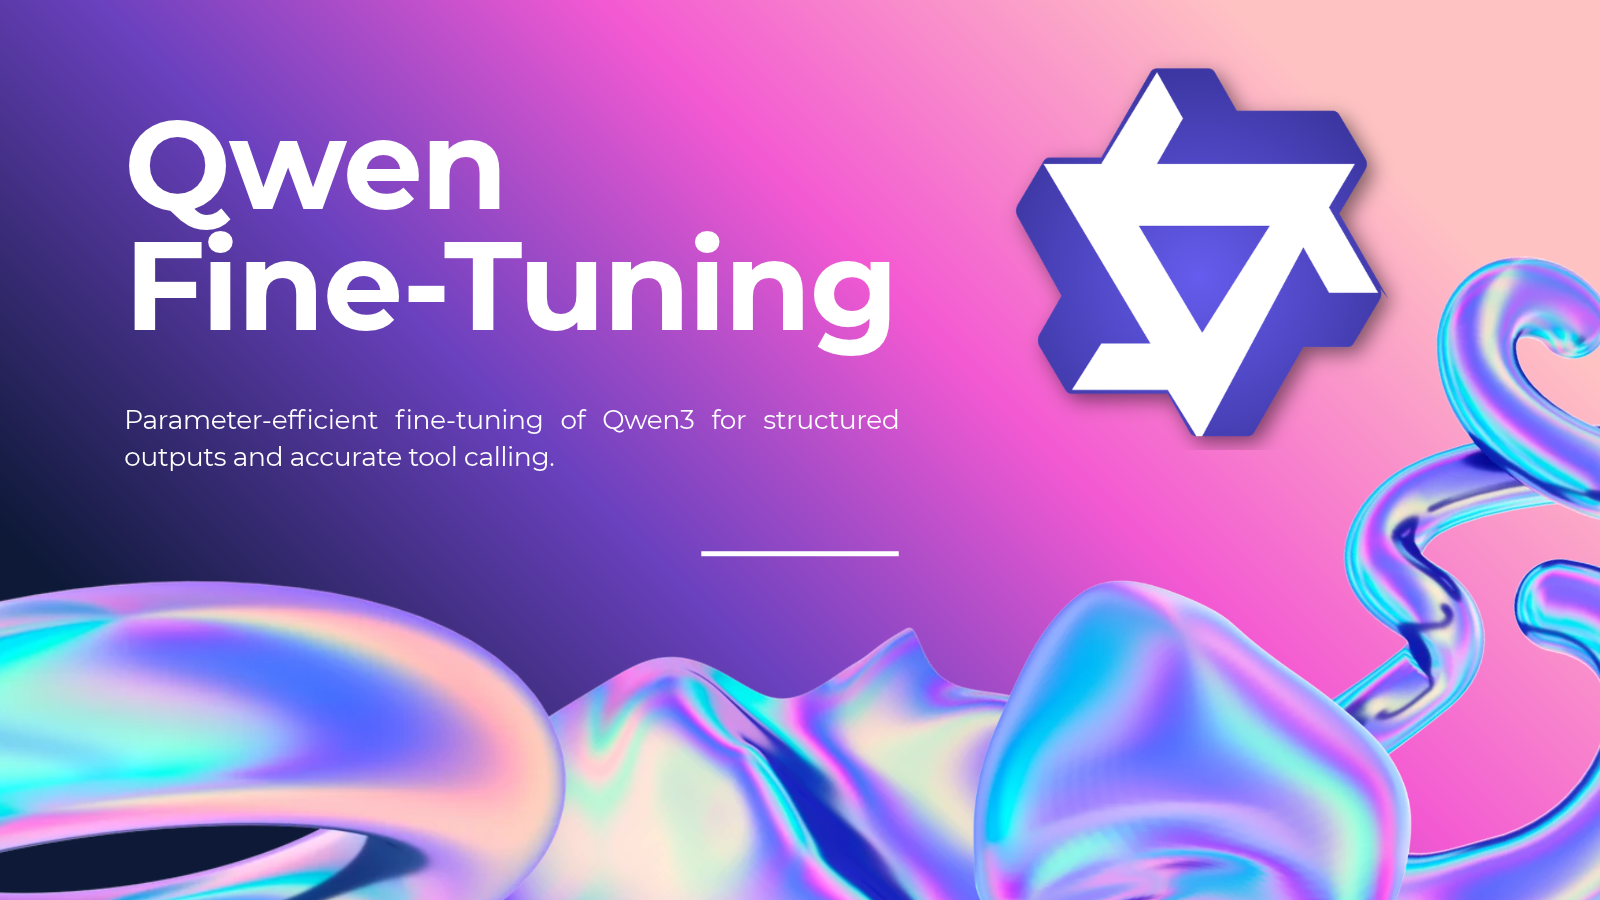 Qwen
Fine-Tuning
Parameter-efficient fine-tuning of Qwen3 for structured
outputs and accurate tool calling.